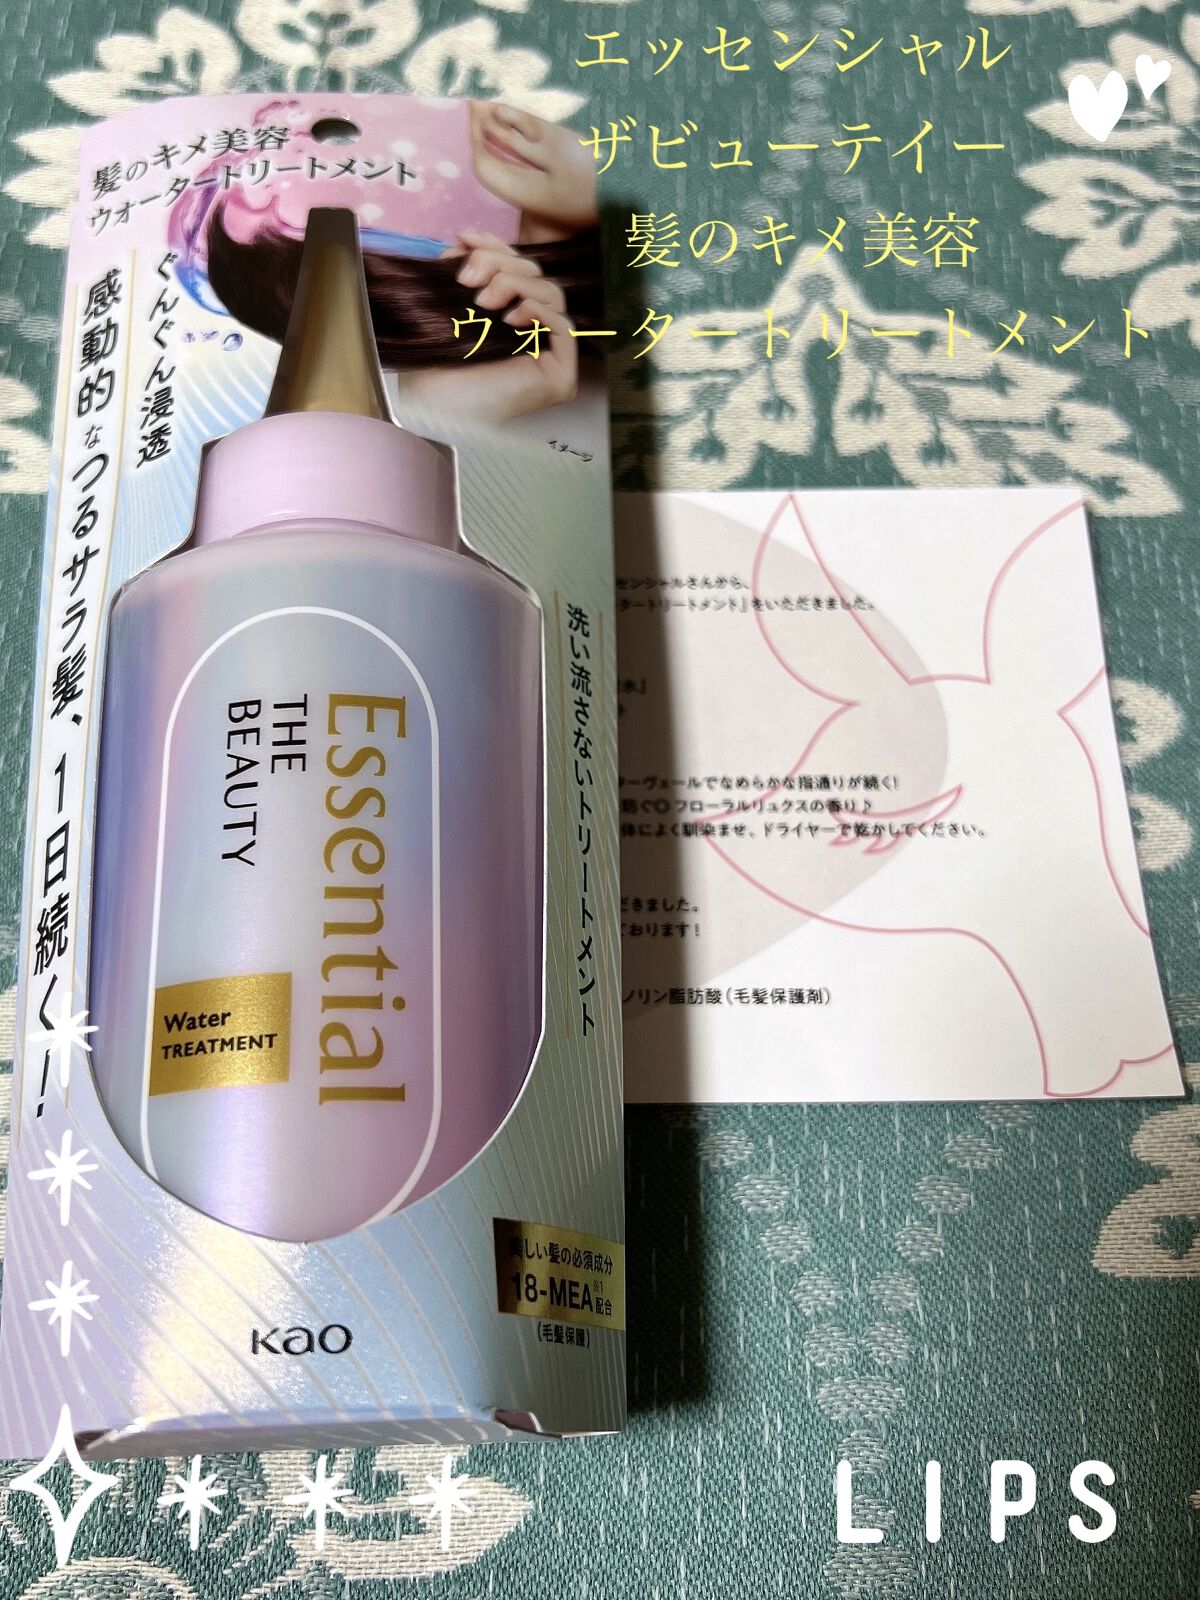 エッセンシャル
ザビューテイー
髪のキメ美容
ウォータートリートメント
髪のキメ美容
ウォータートリートメント
ぐんぐん浸透
感動的なつるサラ髪、1日続く!
イメージ
洗い流さないトリートメント
Essential
THE
BEAUTY
Water
TREATMENT
美しい髪の必須成分
18-MEA※1配合
(毛髪保護)
Kao
センシャルさんから、
タートリートメント』をいただきました。
水』
ターヴェールでなめらかな指通りが続く!
防ぐ◎ フローラルリュクスの香り♪
体によく馴染ませ、ドライヤーで乾かしてください。
だきました。
ております!
ノリン脂肪酸(毛髪保護剤)
LIPS